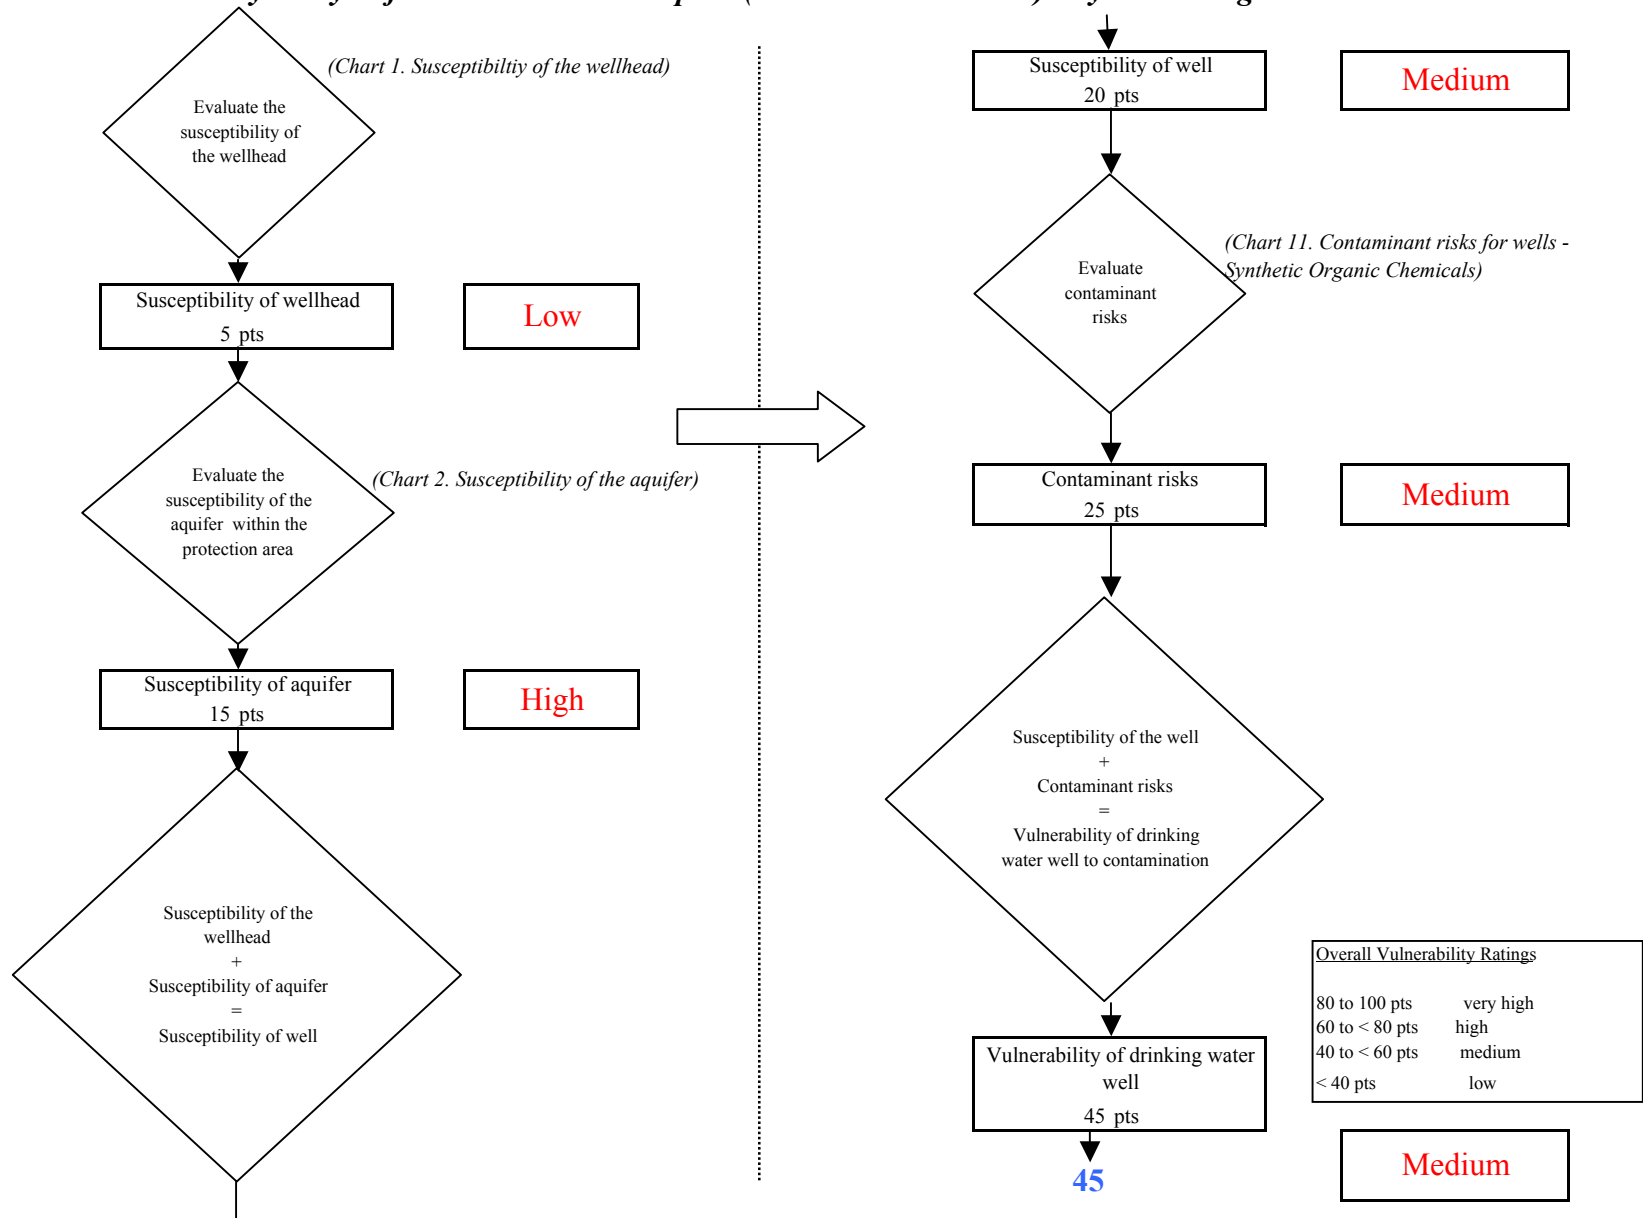 (Chart 1. Susceptibiltiy of the wellhead)
Evaluate the
susceptibility of
the wellhead
Susceptibility of wellhead
5 pts
Low
Evaluate the
susceptibility of the
aquifer within the
protection area
(Chart 2. Susceptibility of the aquifer)
Susceptibility of aquifer
15 pts
High
Susceptibility of the
wellhead
+
Susceptibility of aquifer
=
Susceptibility of well
Susceptibility of well
20 pts
Medium
(Chart 11. Contaminant risks for wells -
Synthetic Organic Chemicals)
Evaluate
contaminant
risks
Contaminant risks
25 pts
Medium
Susceptibility of the well
+
Contaminant risks
=
Vulnerability of drinking
water well to contamination
Vulnerability of drinking water
well
45 pts
45
Overall Vulnerability Ratings
80 to 100 pts very high
60 to < 80 pts high
40 to < 60 pts medium
< 40 pts low
Medium